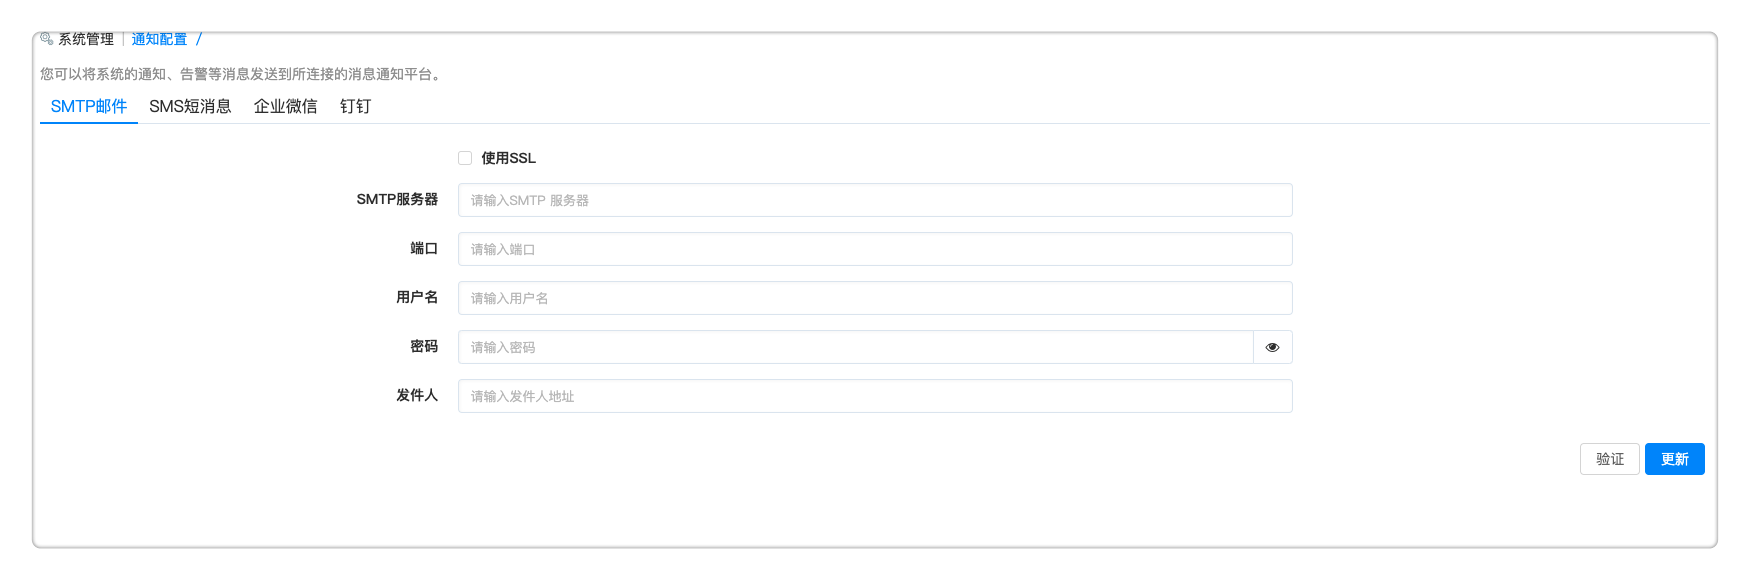 系统管理 | 通知配置 /
您可以将系统的通知、告警等消息发送到所连接的消息通知平台。
SMTP邮件 SMS短消息 企业微信 钉钉
使用SSL
SMTP服务器 请输入SMTP 服务器
端口 请输入端口
用户名 请输入用户名
密码 请输入密码
发件人 请输入发件人地址
验证 更新